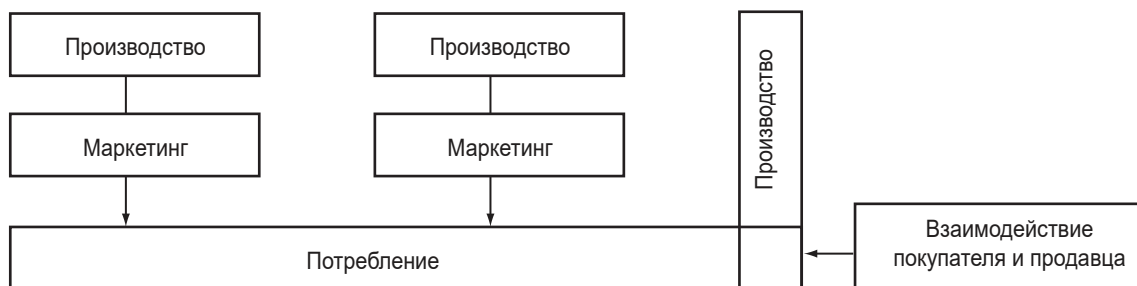 Производство
Производство
Производство
Маркетинг
Маркетинг
Потребление
Взаимодействие
покупателя и продавца